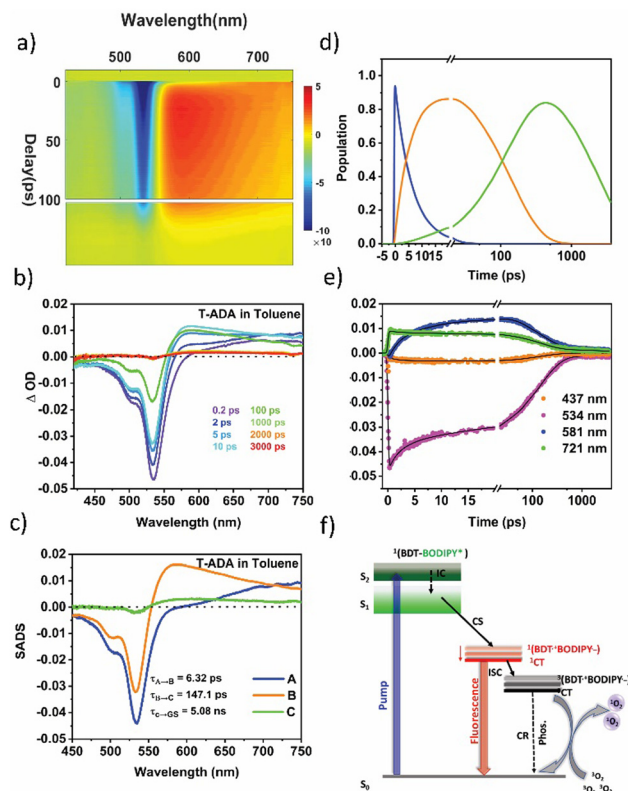 Wavelength(nm)
a)
500
600
700
0
50
100
Delay(ps)
5
0
-5
-10
×10
b)
T-ADA in Toluene
0.02
0.01
0.00
-0.01
-0.02
-0.03
-0.04
-0.05
Δ OD
0.2 ps
100 ps
2 ps
1000 ps
5 ps
2000 ps
10 ps
3000 ps
450
500
550
600
650
700
750
Wavelength (nm)
c)
T-ADA in Toluene
0.02
0.01
0.00
-0.01
-0.02
-0.03
-0.04
-0.05
SADS
τA→B = 6.32 ps
τB→C = 147.1 ps
τc→GS = 5.08 ns
A
B
C
450
500
550
600
650
700
750
Wavelength (nm)
d)
1.0
0.8
0.6
0.4
0.2
0.0
Population
-5
0
5
10
15
100
1000
Time (ps)
e)
0.02
0.01
0.00
-0.01
-0.02
-0.03
-0.04
-0.05
437 nm
534 nm
581 nm
721 nm
0
5
10
15
100
1000
Time (ps)
f)
¹(BDT-BODIPY*)
S₂
IC
S₁
CS
¹(BDT·⁺BODIPY–)
¹CT
ISC
(BDT·⁺BODIPY–)
CT
Pump
Fluorescence
CR
Phos.
¹O₂
¹O₂
³O₂
³O₂
S₀